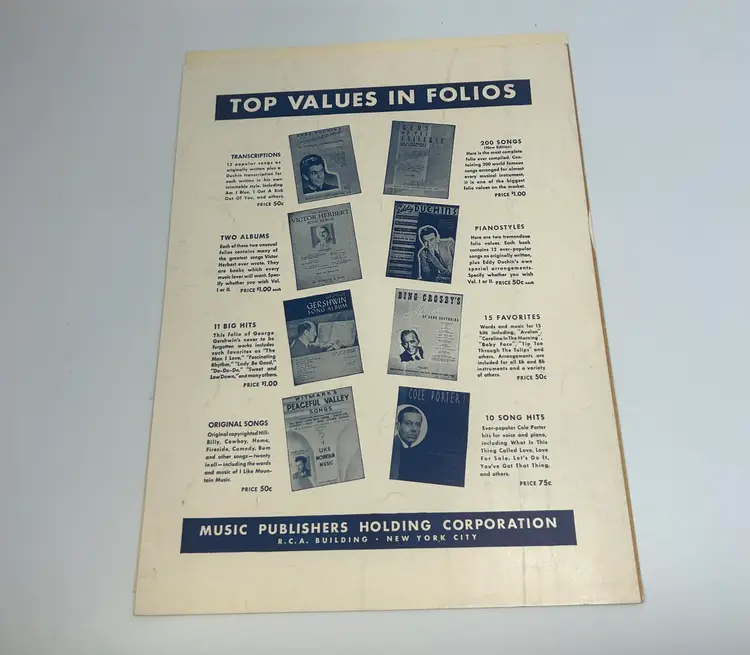 TOP VALUES IN FOLIOS
TRANSCRIPTIONS
12 popular songs as
originally written plus a
Duchin transcription for
each written in his own
inimitable style. Including
Am I Blue, I Get A Kick
Out Of You, and others.
PRICE 50c
200 SONGS
(New Edition)
Here is the most complete
folio ever compiled. Con-
taining 200 world famous
songs arranged for almost
every musical instrument.
It is one of the biggest
folio values on the market.
PRICE $1.00
TWO ALBUMS
Each of these two unusual
folios contains many of
the greatest songs Victor
Herbert ever wrote. They
are books which every
music lover will want. Spec-
ify whether you wish Vol.
I or II. PRICE $1.00 each
VICTOR HERBERT
DUCHIN'S
PIANOSTYLES
Here are two tremendous
folio values. Each book
contains 12 ever-popular
songs as originally written,
plus Eddy Duchin's own
special arrangements.
Specify whether you wish
Vol. I or II. PRICE 50c each
11 BIG HITS
This folio of George
Gershwin's never to be
forgotten works includes
such favorites as "The
Man I Love," "Fascinating
Rhythm," "Lady Be Good,"
"Do-Do-Do," "Sweet and
Low Down," and many others.
PRICE $1.00
GEORGE
GERSHWIN
SONG ALBUM
BING CROSBY'S
15 FAVORITES
Words and music for 15
hits including, "Avalon",
"Carolina In The Morning",
"Baby Face", "Tip Toe
Through The Tulips" and
others. Arrangements are
included for all Eb and Bb
instruments and a variety
of others. PRICE 50c
ORIGINAL SONGS
Original copyrighted Hill-
Billy, Cowboy, Home,
Fireside, Comedy, Bum
and other songs—twenty
in all—including the words
and music of I Like Moun-
tain Music.
PRICE 50c
WITMARK'S
PEACEFUL VALLEY
SONGS
I
LIKE
MOUNTAIN
MUSIC
COLE PORTER
10 SONG HITS
Ever-popular Cole Porter
hits for voice and piano,
including What Is This
Thing Called Love, Love
For Sale, Let's Do It,
You've Got That Thing,
and others.
PRICE 75c
MUSIC PUBLISHERS HOLDING CORPORATION
R.C.A. BUILDING · NEW YORK CITY